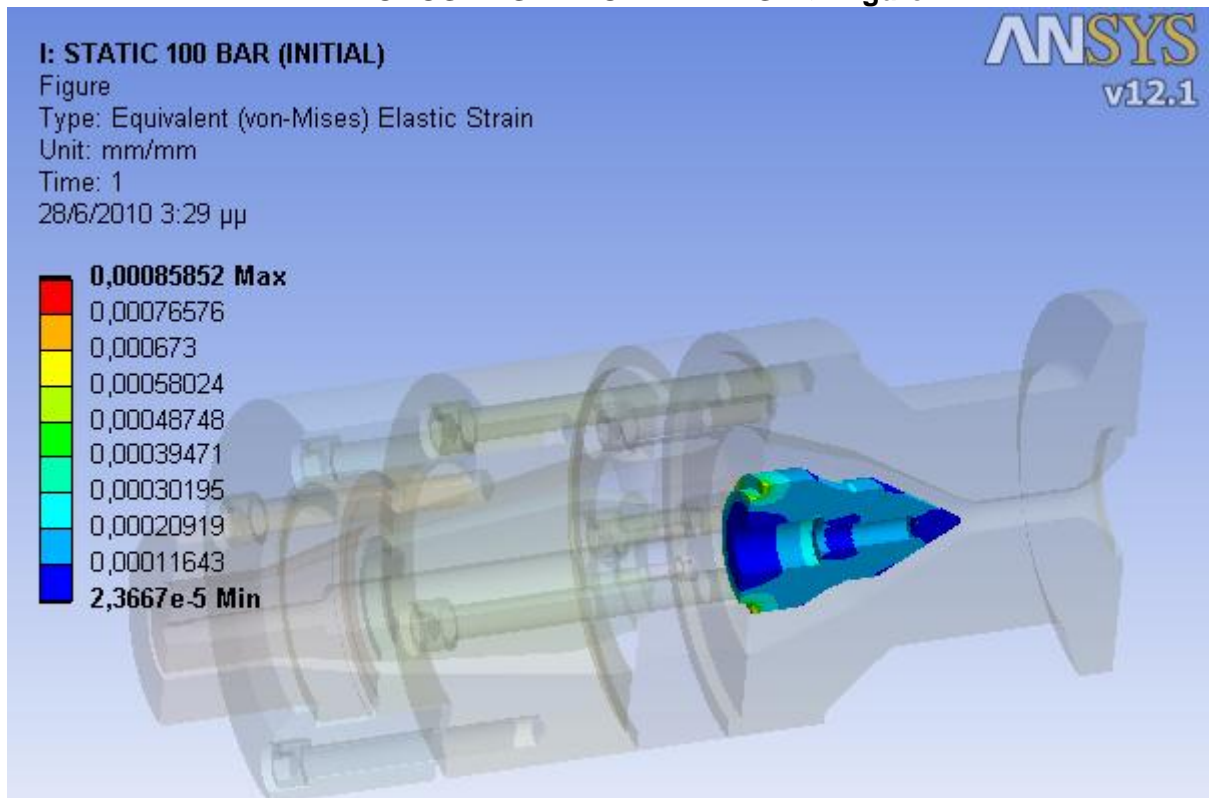 I: STATIC 100 BAR (INITIAL)
Figure
Type: Equivalent (von-Mises) Elastic Strain
Unit: mm/mm
Time: 1
28/6/2010 3:29 μμ
ANSYS
v12.1
0,00085852 Max
0,00076576
0,000673
0,00058024
0,00048748
0,00039471
0,00030195
0,00020919
0,00011643
2,3667e-5 Min